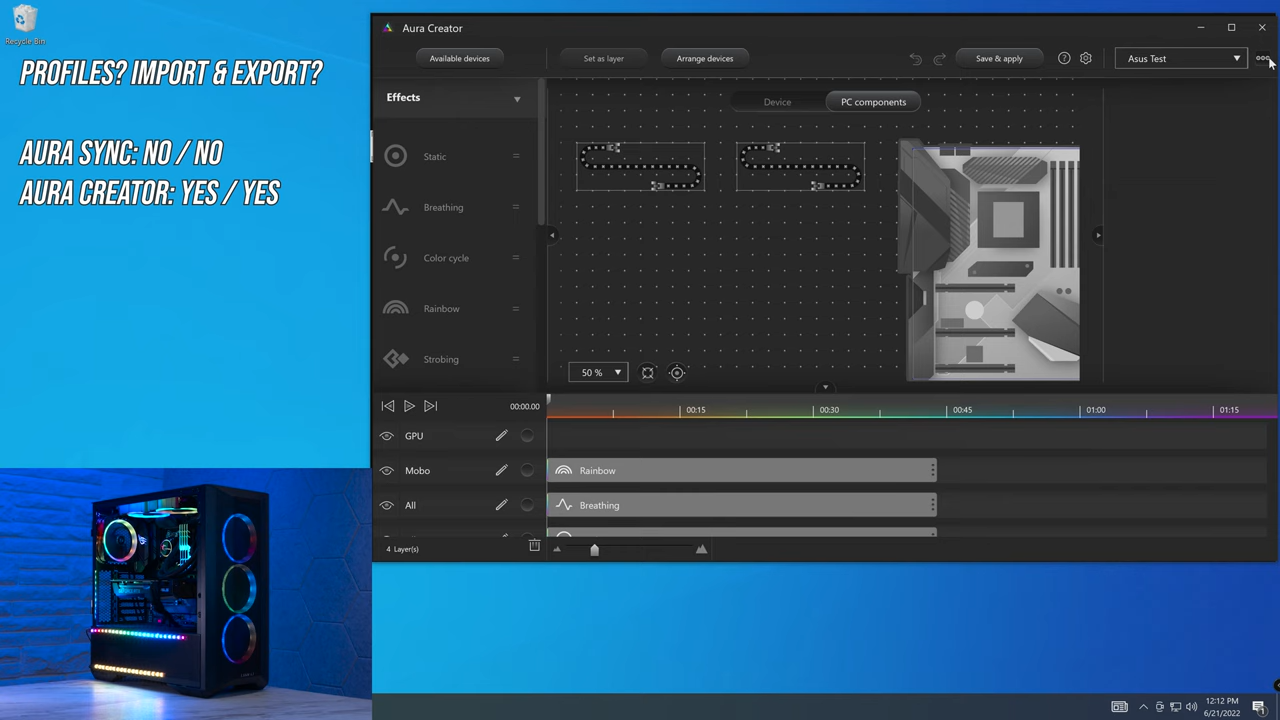 Recycle Bin
PROFILES? IMPORT & EXPORT?
AURA SYNC: NO / NO
AURA CREATOR: YES / YES
Aura Creator
Available devices
Set as layer
Arrange devices
Save & apply
Asus Test
Effects
Device
PC components
Static
Breathing
Color cycle
Rainbow
Strobing
50 %
00:00.00
00:15
00:30
00:45
01:00
01:15
GPU
Mobo
Rainbow
All
Breathing
4 Layer(s)
12:12 PM
6/21/2022